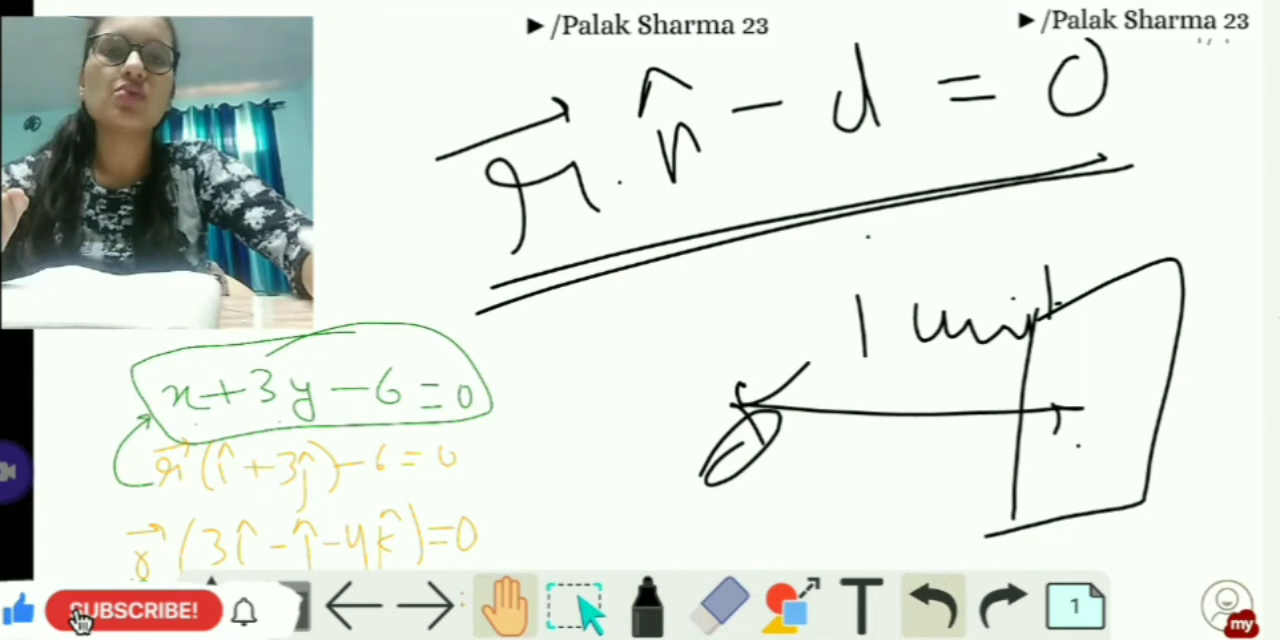 ▶ /Palak Sharma 23
▶ /Palak Sharma 23
r⃗ . n̂ - d = 0
1 unit
x + 3y - 6 = 0
r⃗ (î + 3ĵ) - 6 = 0
r⃗ (3î - ĵ - 4k̂) = 0
SUBSCRIBE!
T
1
my